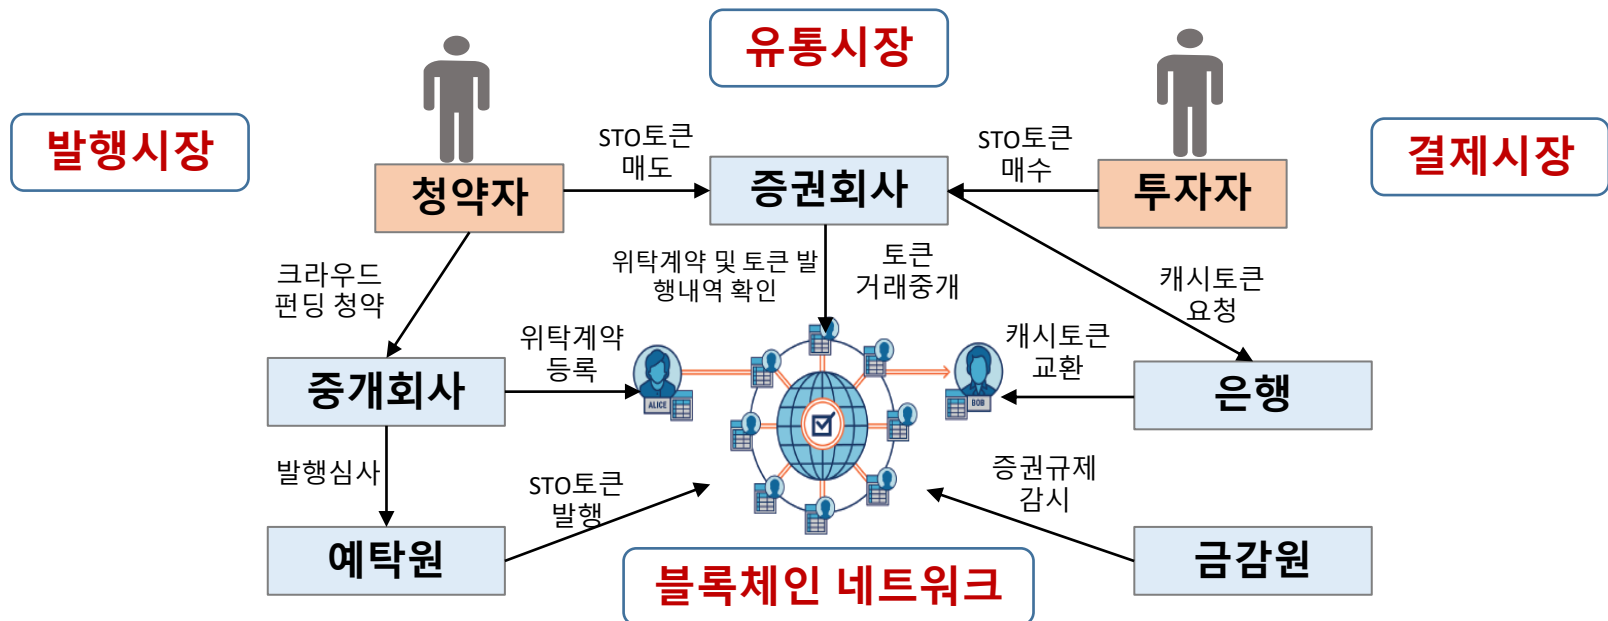 유통시장
발행시장
결제시장
STO토큰
매도
STO토큰
매수
청약자
증권회사
투자자
크라우드
펀딩 청약
위탁계약 및 토큰 발
행내역 확인
토큰
거래중개
캐시토큰
요청
위탁계약
등록
캐시토큰
교환
중개회사
ALICE
BOB
은행
발행심사
STO토큰
발행
증권규제
감시
예탁원
금감원
블록체인 네트워크